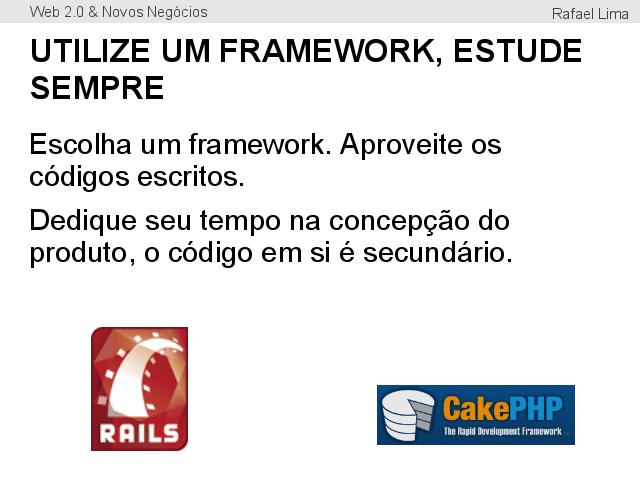 Web 2.0 & Novos Negócios
Rafael Lima
UTILIZE UM FRAMEWORK, ESTUDE
SEMPRE
Escolha um framework. Aproveite os
códigos escritos.
Dedique seu tempo na concepção do
produto, o código em si é secundário.
RAILS
CakePHP
The Rapid Development Framework